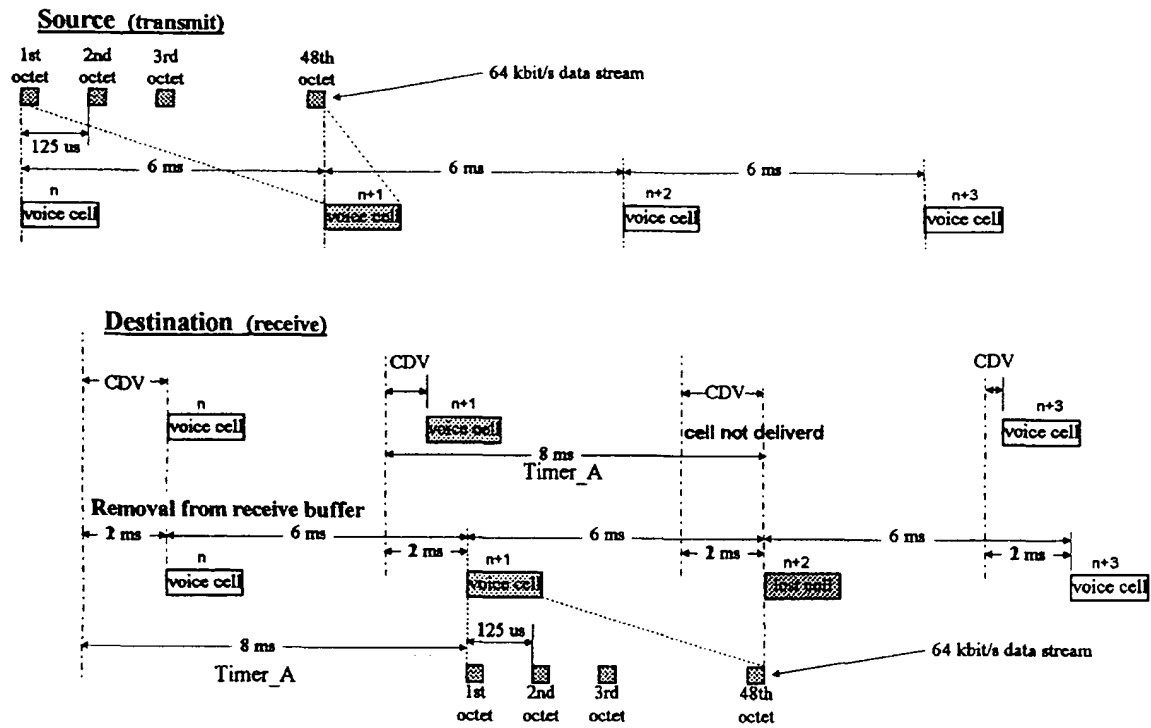 Source (transmit)
1st octet
2nd octet
3rd octet
48th octet
64 kbit/s data stream
125 us
6 ms
6 ms
6 ms
n
voice cell
n+1
voice cell
n+2
voice cell
n+3
voice cell
Destination (receive)
CDV
CDV
CDV
CDV
n
voice cell
n+1
voice cell
cell not deliverd
n+3
voice cell
8 ms
Timer_A
Removal from receive buffer
2 ms
6 ms
2 ms
6 ms
2 ms
6 ms
2 ms
n
voice cell
n+1
voice cell
n+2
lost cell
n+3
voice cell
8 ms
Timer_A
125 us
64 kbit/s data stream
1st octet
2nd octet
3rd octet
48th octet